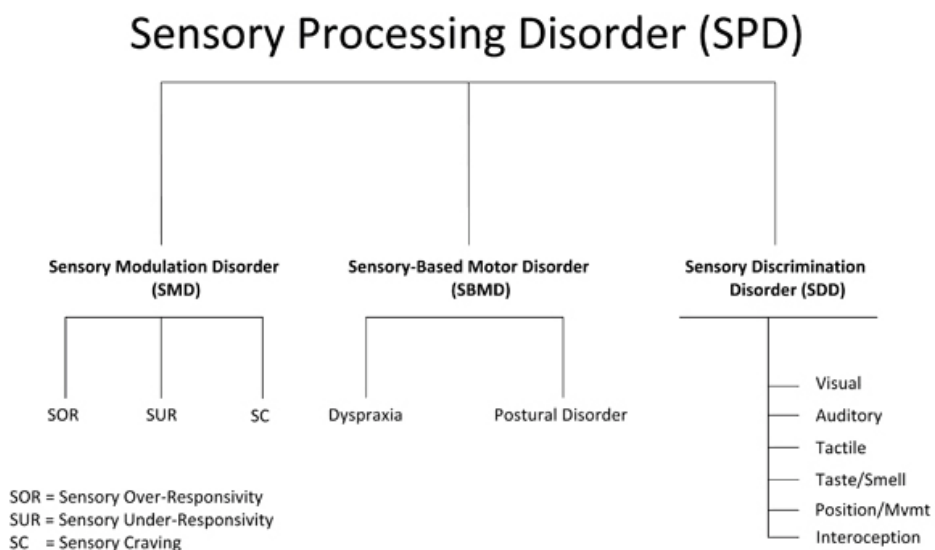 Sensory Processing Disorder (SPD)
Sensory Modulation Disorder
(SMD)
SOR
SUR
SC
Sensory-Based Motor Disorder
(SBMD)
Dyspraxia
Postural Disorder
Sensory Discrimination
Disorder (SDD)
Visual
Auditory
Tactile
Taste/Smell
Position/Mvmt
Interoception
SOR = Sensory Over-Responsivity
SUR = Sensory Under-Responsivity
SC = Sensory Craving